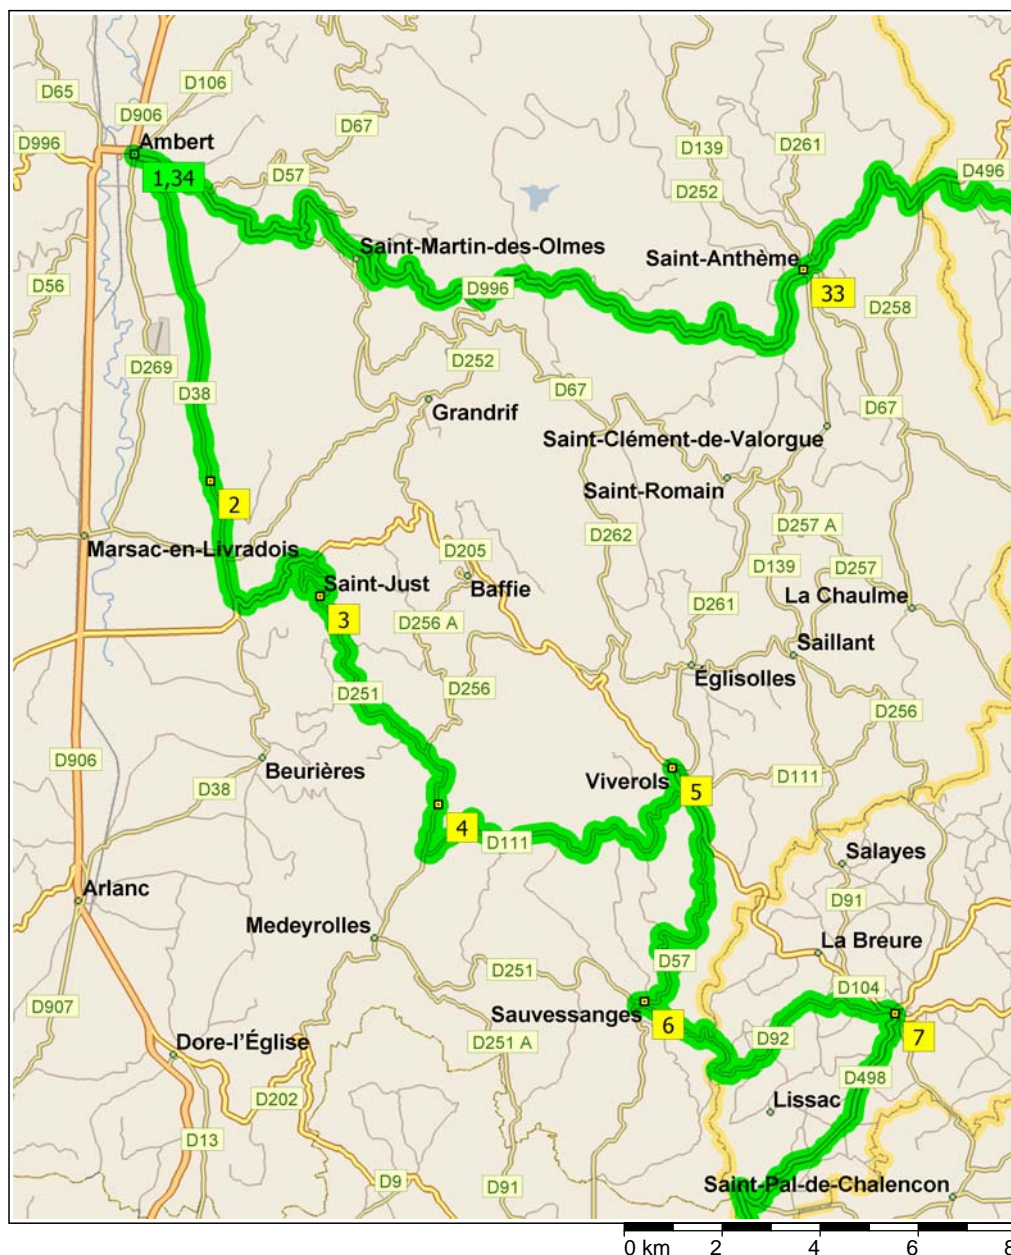 D106
D65
D906
D67
D996
Ambert
D139
D261
D496
1,34
D57
D252
Saint-Martin-des-Olmes
Saint-Anthème
D56
D996
33
D258
D269
D252
D38
D67
D67
Grandrif
Saint-Clément-de-Valorgue
Saint-Romain
2
D257 A
Marsac-en-Livradois
D262
D205
Saint-Just
Baffie
D139
D257
3
D256 A
D261
La Chaulme
Saillant
Églisolles
D251
D256
D256
D906
Beurières
Viverols
D111
D38
5
4
D111
Salayes
Arlanc
D91
Medeyrolles
La Breure
D57
D251
D104
D907
Sauvessanges
6
7
Dore-l'Église
D251 A
D92
D498
D202
Lissac
D13
D9
D91
Saint-Pal-de-Chalencon
0 km 2 4 6 8